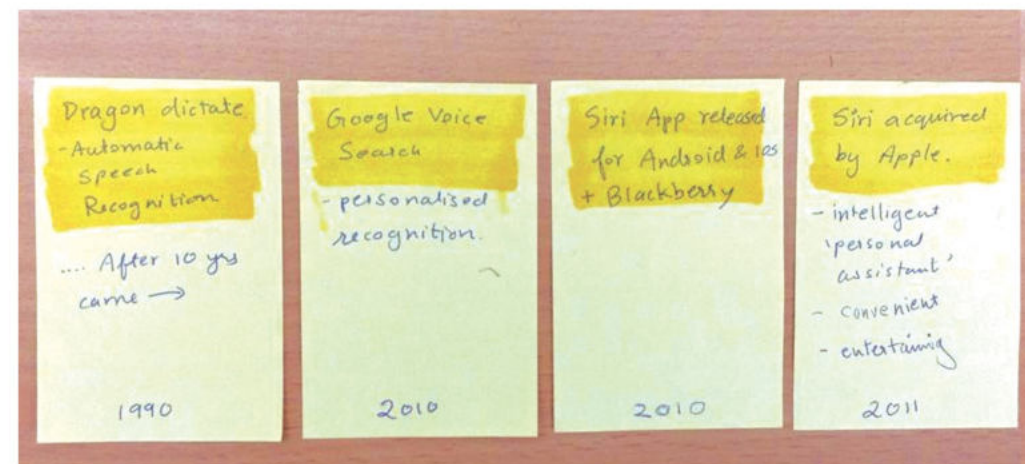 Dragon dictate
- Automatic
speech
Recognition
.... After 10 yrs
came →
1990
Google Voice
Search
- personalised
recognition.
2010
Siri App released
for Android & ios
+ Blackberry
2010
Siri acquired
by Apple.
- intelligent
'personal
assistant'
- convenient
- entertainig
2011